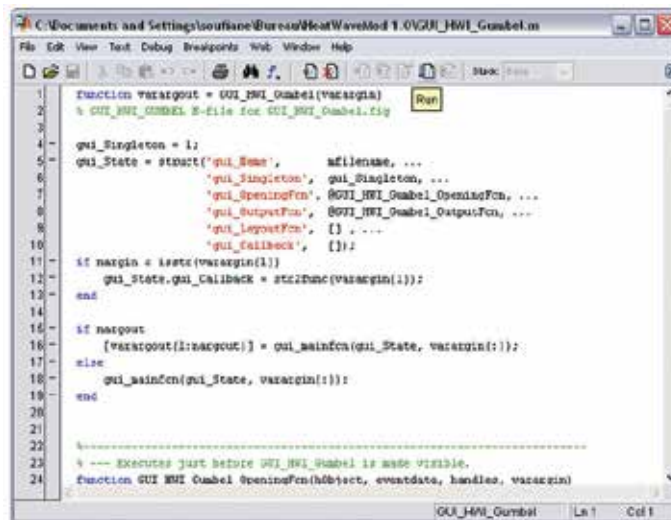 C:\Documents and Settings\soufiane\Bureau\HeatWaveMod 1.0\GUI_HWI_Gumbel.m
File Edit View Text Debug Breakpoints Web Window Help
Stack:
Run
1 function varargout = GUI_HWI_Gumbel(varargin)
2 % GUI_HWI_GUMBEL M-file for GUI_HWI_Gumbel.fig
3
4 - gui_Singleton = 1;
5 - gui_State = struct('gui_Name', mfilename, ...
6 'gui_Singleton', gui_Singleton, ...
7 'gui_OpeningFcn', @GUI_HWI_Gumbel_OpeningFcn, ...
8 'gui_OutputFcn', @GUI_HWI_Gumbel_OutputFcn, ...
9 'gui_LayoutFcn', [] , ...
10 'gui_Callback', []);
11 - if nargin & isstr(varargin{1})
12 - gui_State.gui_Callback = str2func(varargin{1});
13 - end
14
15 - if nargout
16 - [varargout{1:nargout}] = gui_mainfcn(gui_State, varargin{:});
17 - else
18 - gui_mainfcn(gui_State, varargin{:});
19 - end
20
21
22 %--------------------------------------------------------------------------
23 % --- Executes just before GUI_HWI_Gumbel is made visible.
24 function GUI_HWI_Gumbel_OpeningFcn(hObject, eventdata, handles, varargin)
GUI_HWI_Gumbel Ln 1 Col 1